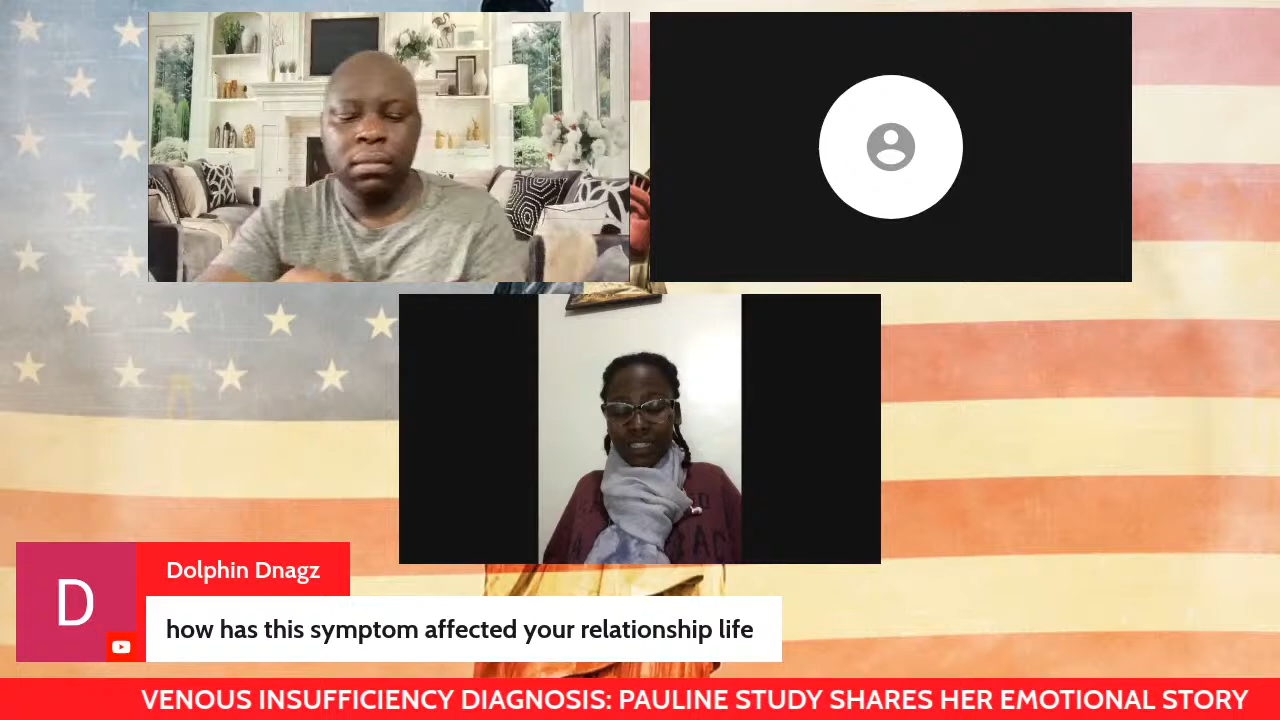 D
Dolphin Dnagz
how has this symptom affected your relationship life
VENOUS INSUFFICIENCY DIAGNOSIS: PAULINE STUDY SHARES HER EMOTIONAL STORY